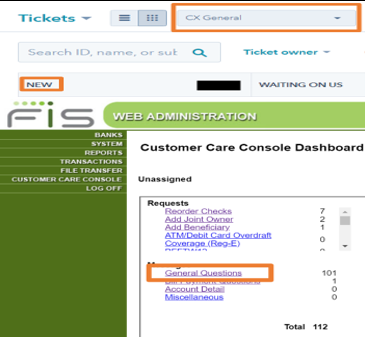 Tickets
CX General
Search ID, name, or sub
Ticket owner
NEW
WAITING ON US
FIS
WEB ADMINISTRATION
BANKS
SYSTEM
REPORTS
TRANSACTIONS
FILE TRANSFER
CUSTOMER CARE CONSOLE
LOG OFF
Customer Care Console Dashboard
Unassigned
Requests
Reorder Checks 7
Add Joint Owner 2
Add Beneficiary 1
ATM/Debit Card Overdraft
Coverage (Reg-E) 0
0
General Questions 101
Bill Payment Questions 1
Account Detail 0
Miscellaneous 0
Total 112